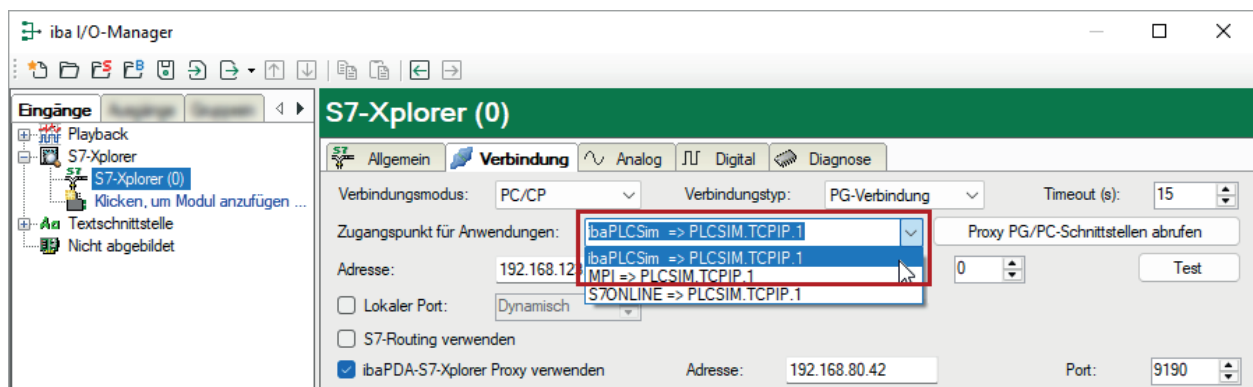 iba I/O-Manager
Eingänge
Playback
S7-Xplorer
S7-Xplorer (0)
Klicken, um Modul anzufügen ...
Textschnittstelle
Nicht abgebildet
S7-Xplorer (0)
Allgemein Verbindung Analog Digital Diagnose
Verbindungsmodus: PC/CP Verbindungstyp: PG-Verbindung Timeout (s): 15
Zugangspunkt für Anwendungen: ibaPLCSim => PLCSIM.TCPIP.1 Proxy PG/PC-Schnittstellen abrufen
ibaPLCSim => PLCSIM.TCPIP.1
Adresse: 0 Test
MPI => PLCSIM.TCPIP.1
S7ONLINE => PLCSIM.TCPIP.1
Lokaler Port: Dynamisch
S7-Routing verwenden
ibaPDA-S7-Xplorer Proxy verwenden Adresse: 192.168.80.42 Port: 9190